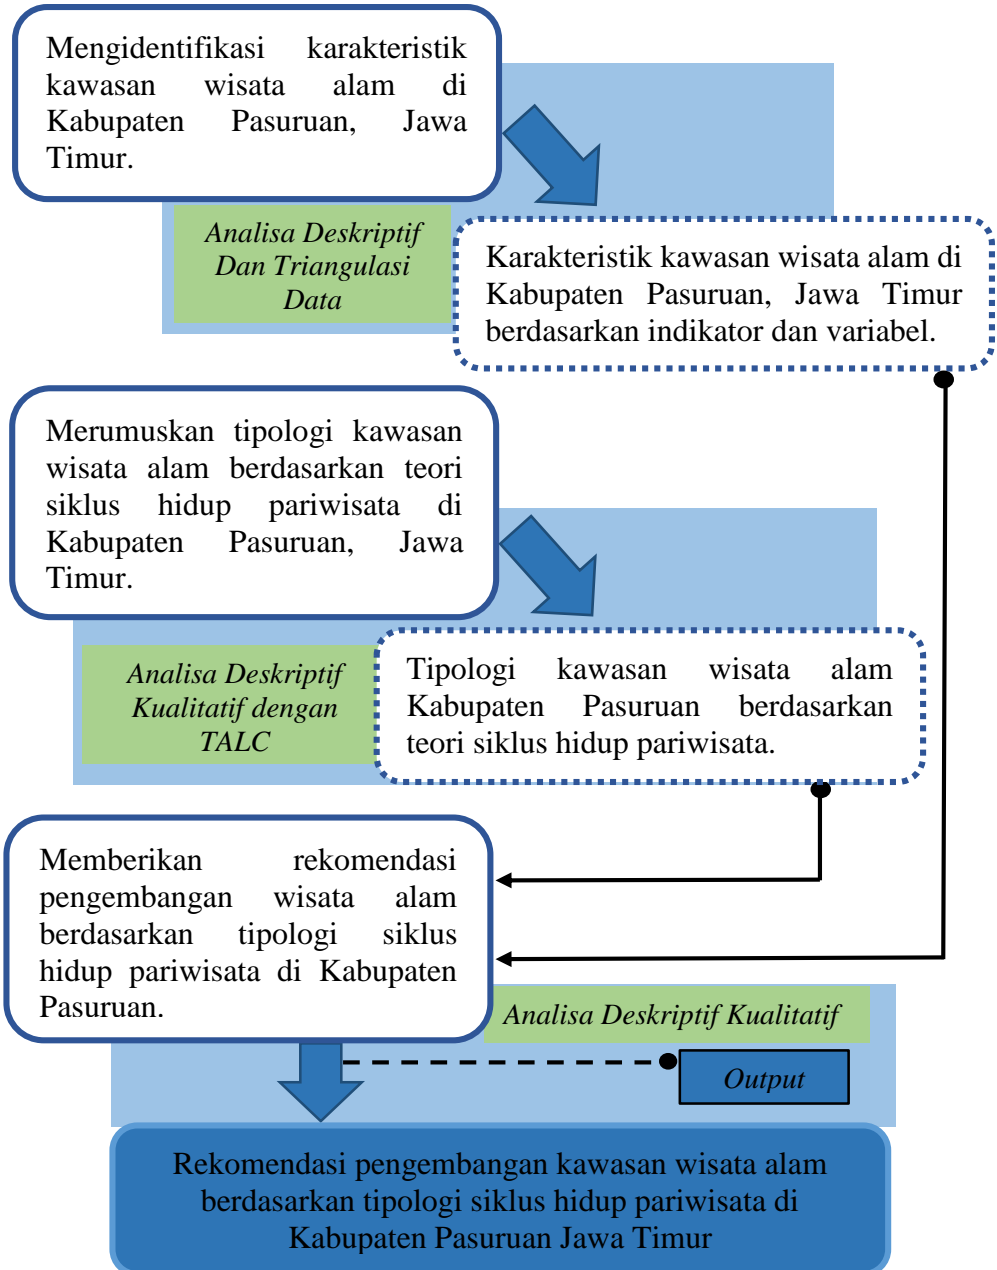 Mengidentifikasi karakteristik
kawasan wisata alam di
Kabupaten Pasuruan, Jawa
Timur.
Analisa Deskriptif
Dan Triangulasi
Data
Karakteristik kawasan wisata alam di
Kabupaten Pasuruan, Jawa Timur
berdasarkan indikator dan variabel.
Merumuskan tipologi kawasan
wisata alam berdasarkan teori
siklus hidup pariwisata di
Kabupaten Pasuruan, Jawa
Timur.
Analisa Deskriptif
Kualitatif dengan
TALC
Tipologi kawasan wisata alam
Kabupaten Pasuruan berdasarkan
teori siklus hidup pariwisata.
Memberikan rekomendasi
pengembangan wisata alam
berdasarkan tipologi siklus
hidup pariwisata di Kabupaten
Pasuruan.
Analisa Deskriptif Kualitatif
Output
Rekomendasi pengembangan kawasan wisata alam
berdasarkan tipologi siklus hidup pariwisata di
Kabupaten Pasuruan Jawa Timur